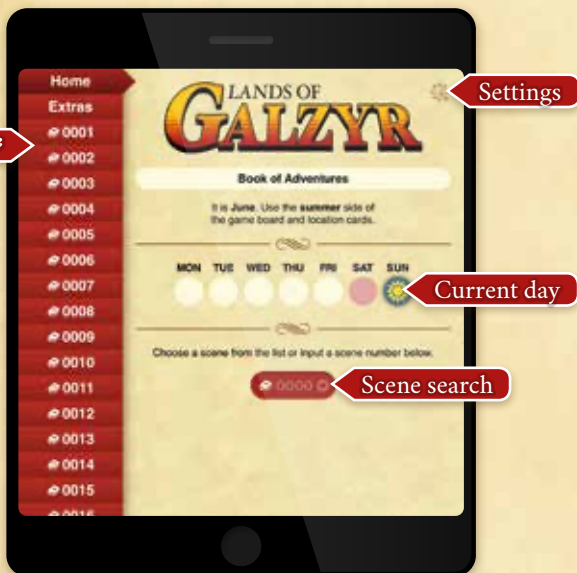 Home
Extras
0001
0002
0003
0004
0005
0006
0007
0008
0009
0010
0011
0012
0013
0014
0015
0016
LANDS OF
GALZYR
Settings
Book of Adventures
It is June. Use the summer side of
the game board and location cards.
MON TUE WED THU FRI SAT SUN
Current day
Choose a scene from the list or input a scene number below.
0000
Scene search